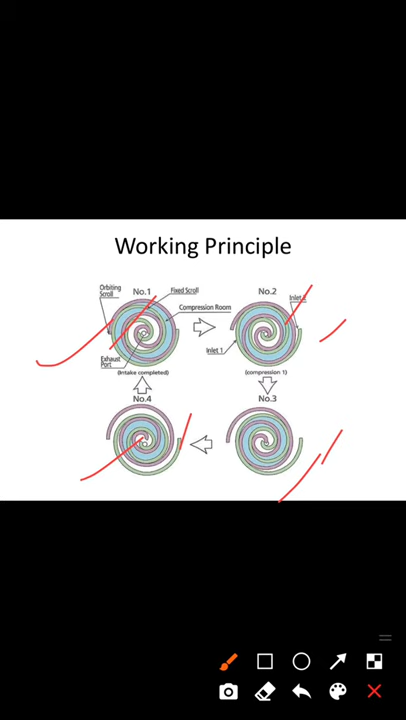 Working Principle
Orbiting
Scroll
No.1
Fixed Scroll
Compression Room
Exhaust
Port
(Intake completed)
No.2
Inlet 2
Inlet 1
(compression 1)
No.4
No.3